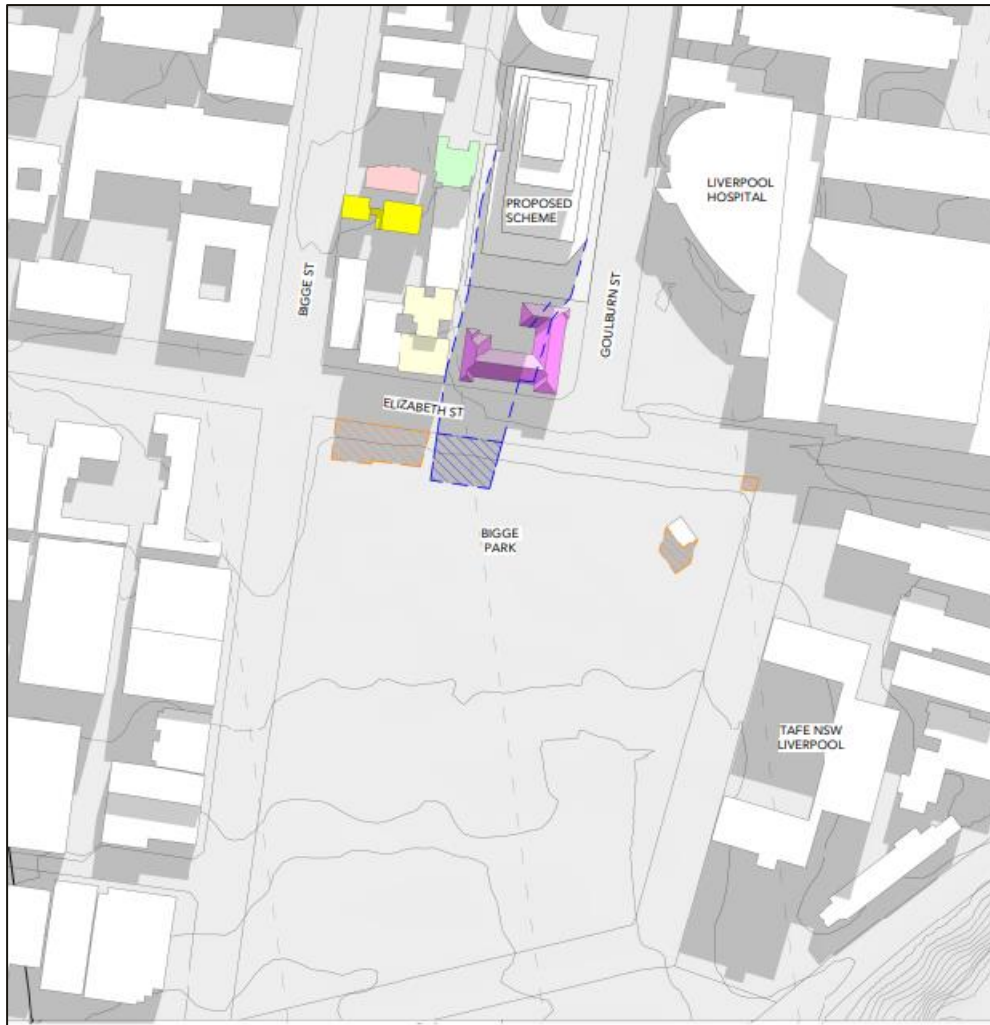 LIVERPOOL
HOSPITAL
PROPOSED
SCHEME
BIGGE ST
GOULBURN ST
ELIZABETH ST
BIGGE
PARK
TAFE NSW
LIVERPOOL